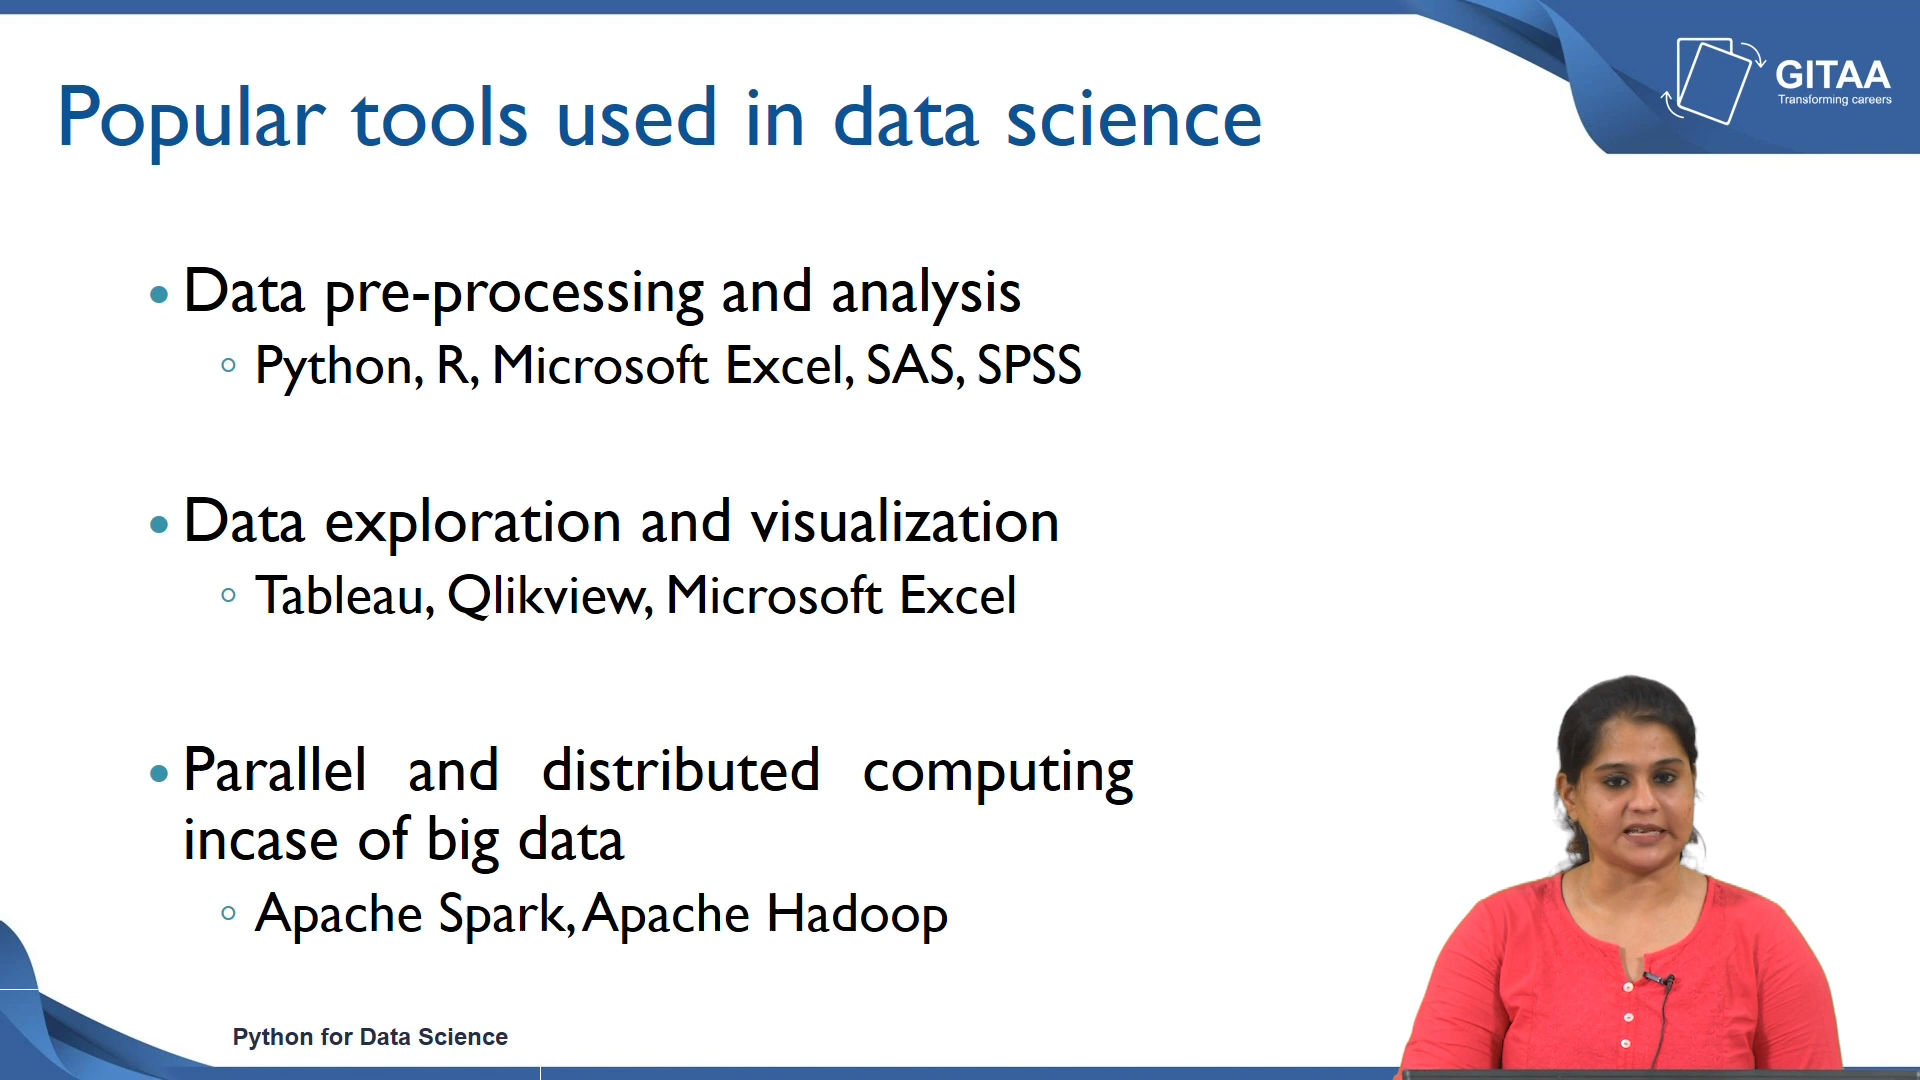 GITAA
Transforming careers
Popular tools used in data science
• Data pre-processing and analysis
◦ Python, R, Microsoft Excel, SAS, SPSS
• Data exploration and visualization
◦ Tableau, Qlikview, Microsoft Excel
• Parallel and distributed computing
incase of big data
◦ Apache Spark, Apache Hadoop
Python for Data Science